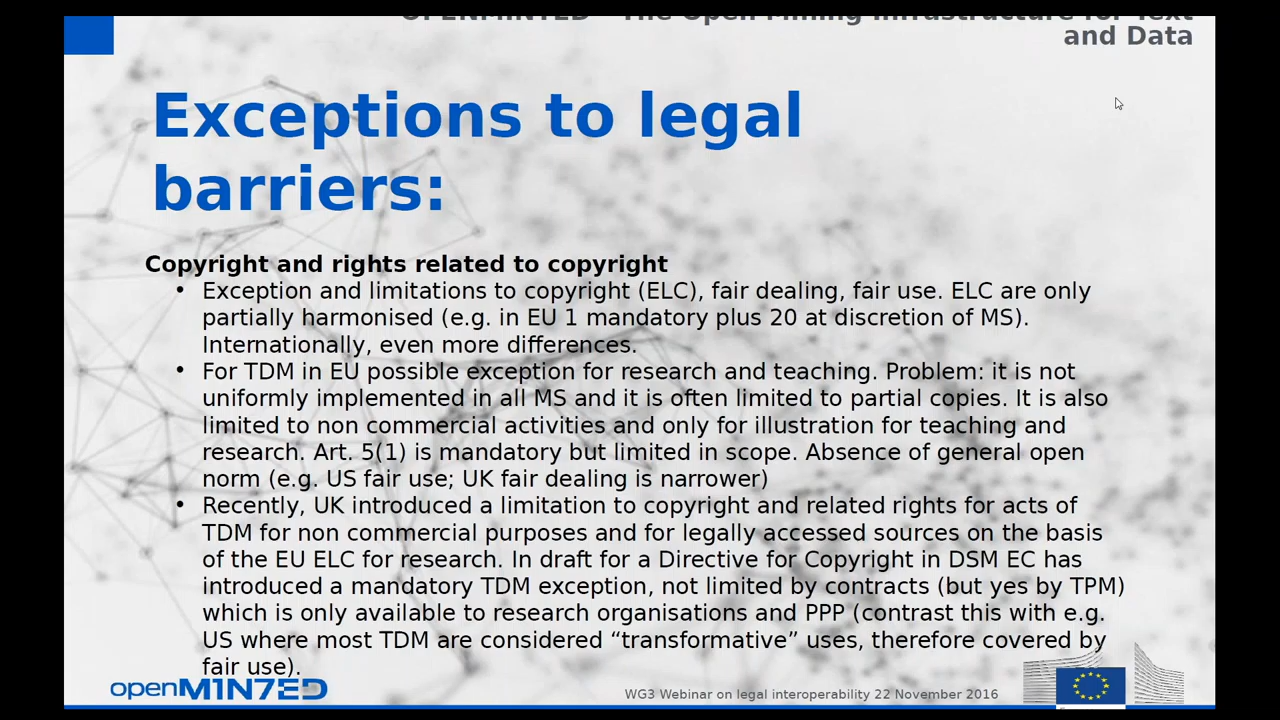 OPENMINTED – The Open Mining Infrastructure for Text
and Data
Exceptions to legal
barriers:
Copyright and rights related to copyright
• Exception and limitations to copyright (ELC), fair dealing, fair use. ELC are only
partially harmonised (e.g. in EU 1 mandatory plus 20 at discretion of MS).
Internationally, even more differences.
• For TDM in EU possible exception for research and teaching. Problem: it is not
uniformly implemented in all MS and it is often limited to partial copies. It is also
limited to non commercial activities and only for illustration for teaching and
research. Art. 5(1) is mandatory but limited in scope. Absence of general open
norm (e.g. US fair use; UK fair dealing is narrower)
• Recently, UK introduced a limitation to copyright and related rights for acts of
TDM for non commercial purposes and for legally accessed sources on the basis
of the EU ELC for research. In draft for a Directive for Copyright in DSM EC has
introduced a mandatory TDM exception, not limited by contracts (but yes by TPM)
which is only available to research organisations and PPP (contrast this with e.g.
US where most TDM are considered “transformative” uses, therefore covered by
fair use).
openM1N7ED
WG3 Webinar on legal interoperability 22 November 2016